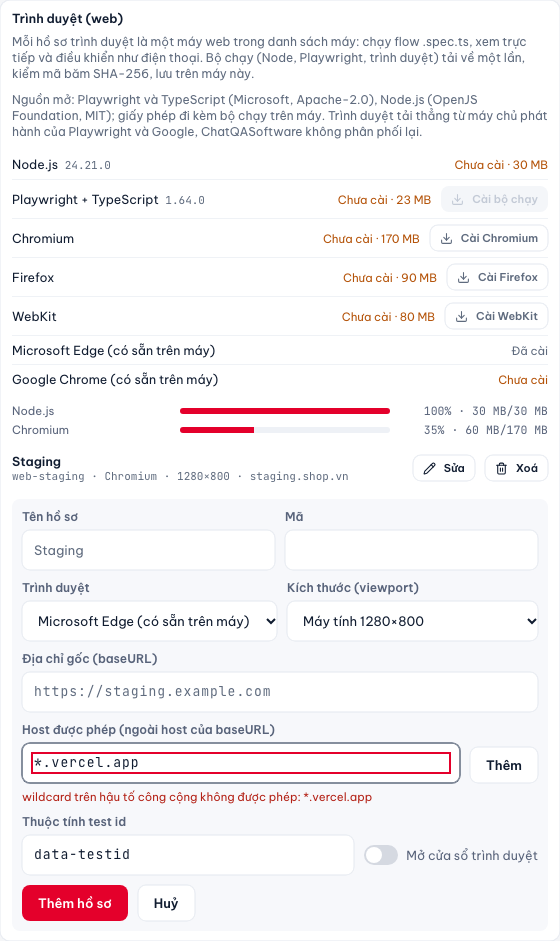 Trình duyệt (web)
Mỗi hồ sơ trình duyệt là một máy web trong danh sách máy: chạy flow .spec.ts, xem trực
tiếp và điều khiển như điện thoại. Bộ chạy (Node, Playwright, trình duyệt) tải về một lần,
kiểm mã băm SHA-256, lưu trên máy này.
Nguồn mở: Playwright và TypeScript (Microsoft, Apache-2.0), Node.js (OpenJS
Foundation, MIT); giấy phép đi kèm bộ chạy trên máy. Trình duyệt tải thẳng từ máy chủ phát
hành của Playwright và Google, ChatQASoftware không phân phối lại.
Node.js 24.21.0 Chưa cài · 30 MB
Playwright + TypeScript 1.64.0 Chưa cài · 23 MB Cài bộ chạy
Chromium Chưa cài · 170 MB Cài Chromium
Firefox Chưa cài · 90 MB Cài Firefox
WebKit Chưa cài · 80 MB Cài WebKit
Microsoft Edge (có sẵn trên máy) Đã cài
Google Chrome (có sẵn trên máy) Chưa cài
Node.js 100% · 30 MB/30 MB
Chromium 35% · 60 MB/170 MB
Staging Sửa Xoá
web-staging · Chromium · 1280×800 · staging.shop.vn
Tên hồ sơ Mã
Staging
Trình duyệt Kích thước (viewport)
Microsoft Edge (có sẵn trên máy) Máy tính 1280×800
Địa chỉ gốc (baseURL)
https://staging.example.com
Host được phép (ngoài host của baseURL)
*.vercel.app Thêm
wildcard trên hậu tố công cộng không được phép: *.vercel.app
Thuộc tính test id
data-testid Mở cửa sổ trình duyệt
Thêm hồ sơ Huỷ